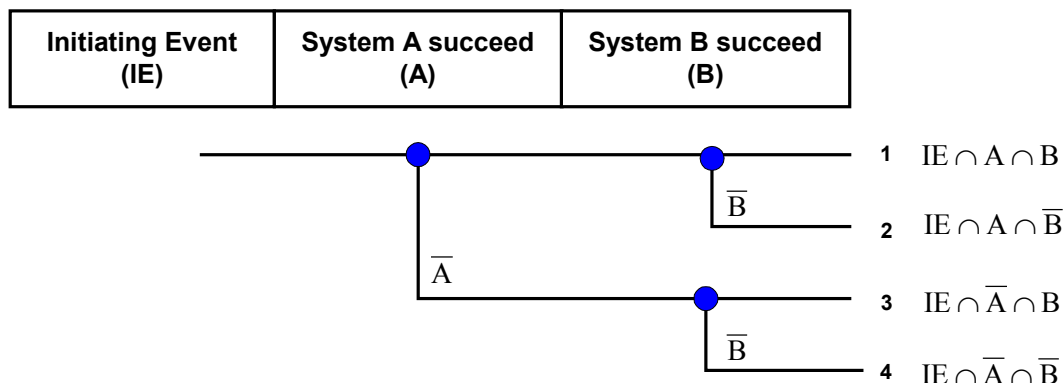 Initiating Event
(IE)
System A succeed
(A)
System B succeed
(B)
1 IE ∩ A ∩ B
B̅
2 IE ∩ A ∩ B̅
A̅
3 IE ∩ A̅ ∩ B
B̅
4 IE ∩ A̅ ∩ B̅